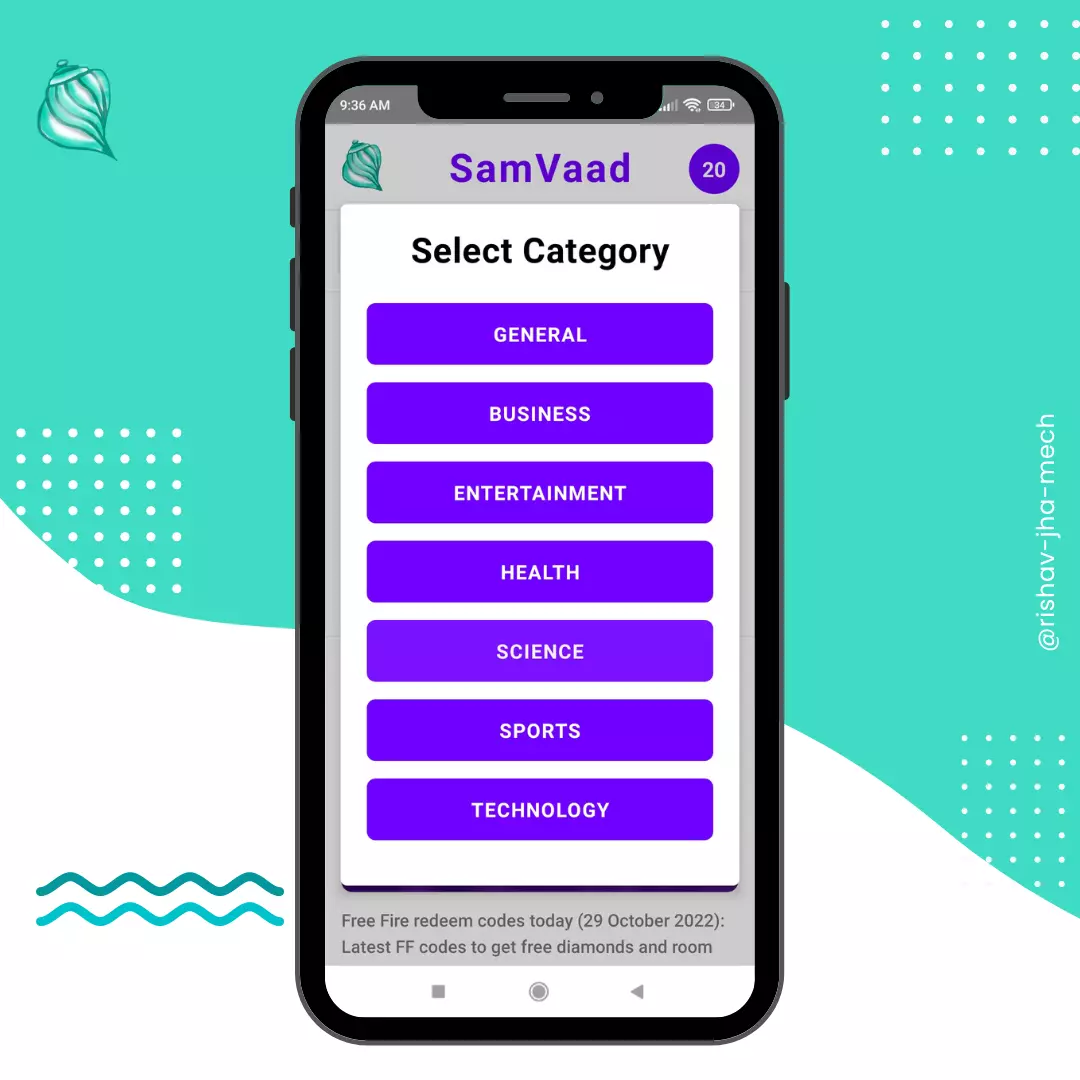 9:36 AM
34
SamVaad
20
Select Category
GENERAL
BUSINESS
ENTERTAINMENT
HEALTH
SCIENCE
SPORTS
TECHNOLOGY
Free Fire redeem codes today (29 October 2022):
Latest FF codes to get free diamonds and room
@rishav-jha-mech